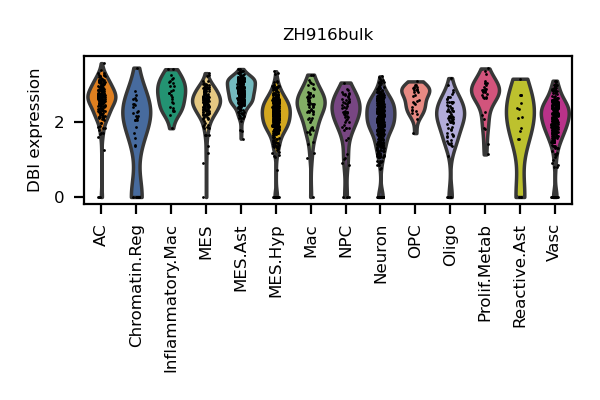 ZH916bulk
DBI expression
2
0
AC
Chromatin.Reg
Inflammatory.Mac
MES
MES.Ast
MES.Hyp
Mac
NPC
Neuron
OPC
Oligo
Prolif.Metab
Reactive.Ast
Vasc